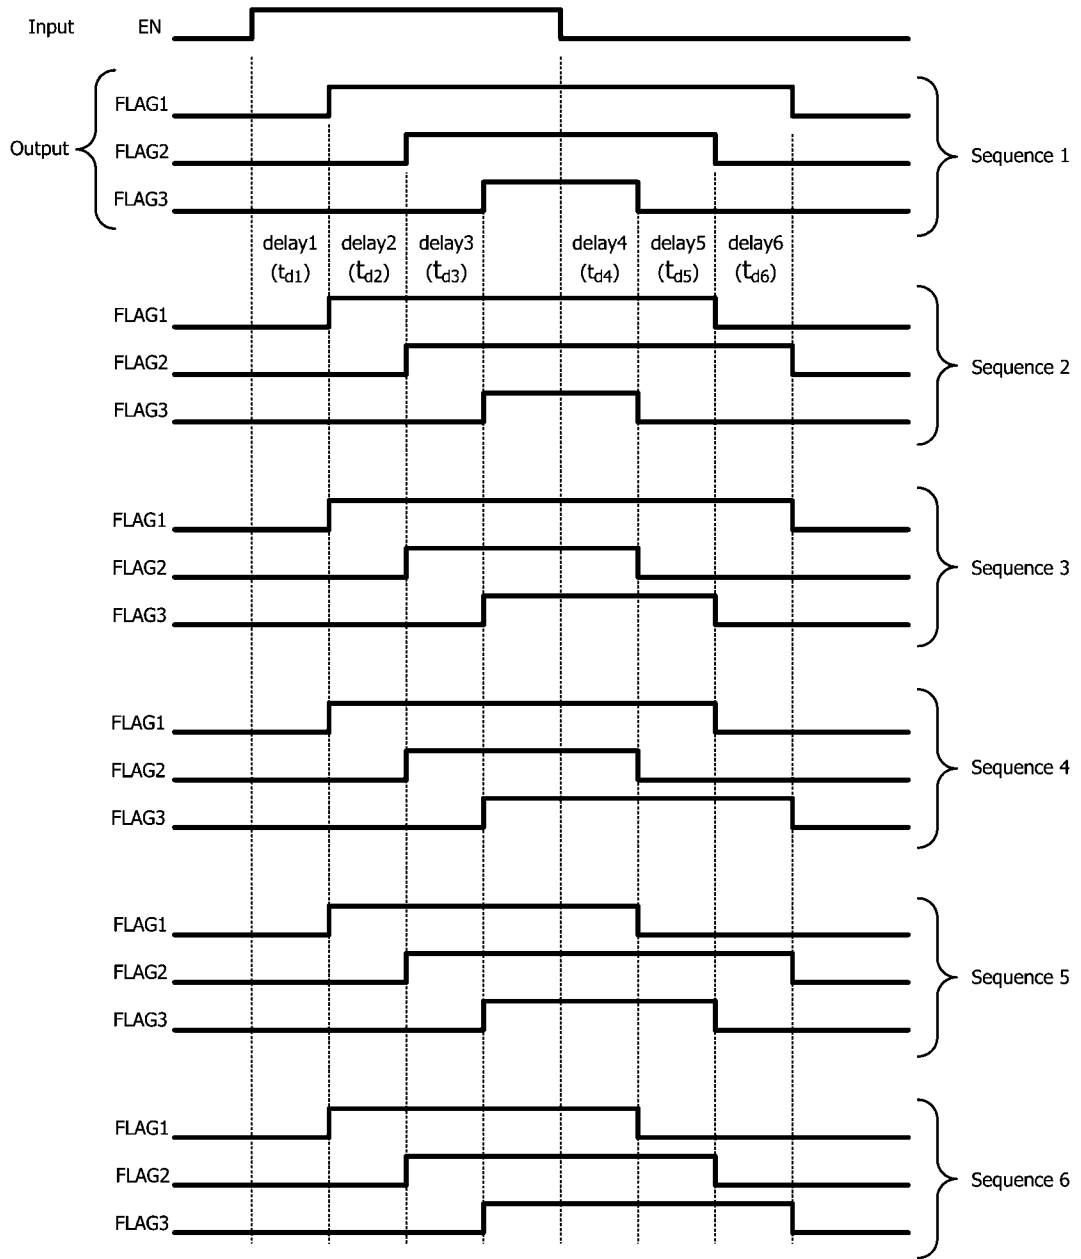 Input EN
FLAG1
FLAG2
FLAG3
Output
Sequence 1
delay1 delay2 delay3 delay4 delay5 delay6
(td1) (td2) (td3) (td4) (td5) (td6)
FLAG1
FLAG2
FLAG3
Sequence 2
FLAG1
FLAG2
FLAG3
Sequence 3
FLAG1
FLAG2
FLAG3
Sequence 4
FLAG1
FLAG2
FLAG3
Sequence 5
FLAG1
FLAG2
FLAG3
Sequence 6